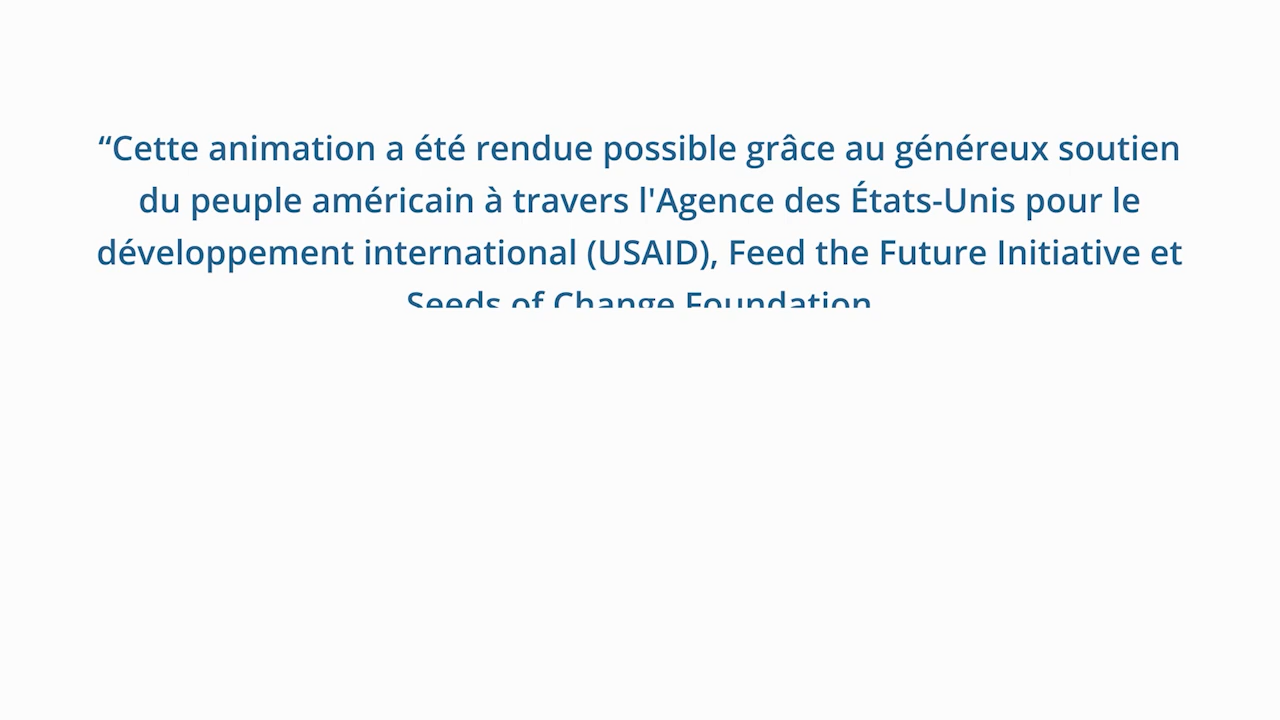 “Cette animation a été rendue possible grâce au généreux soutien
du peuple américain à travers l'Agence des États-Unis pour le
développement international (USAID), Feed the Future Initiative et
Seeds of Change Foundation